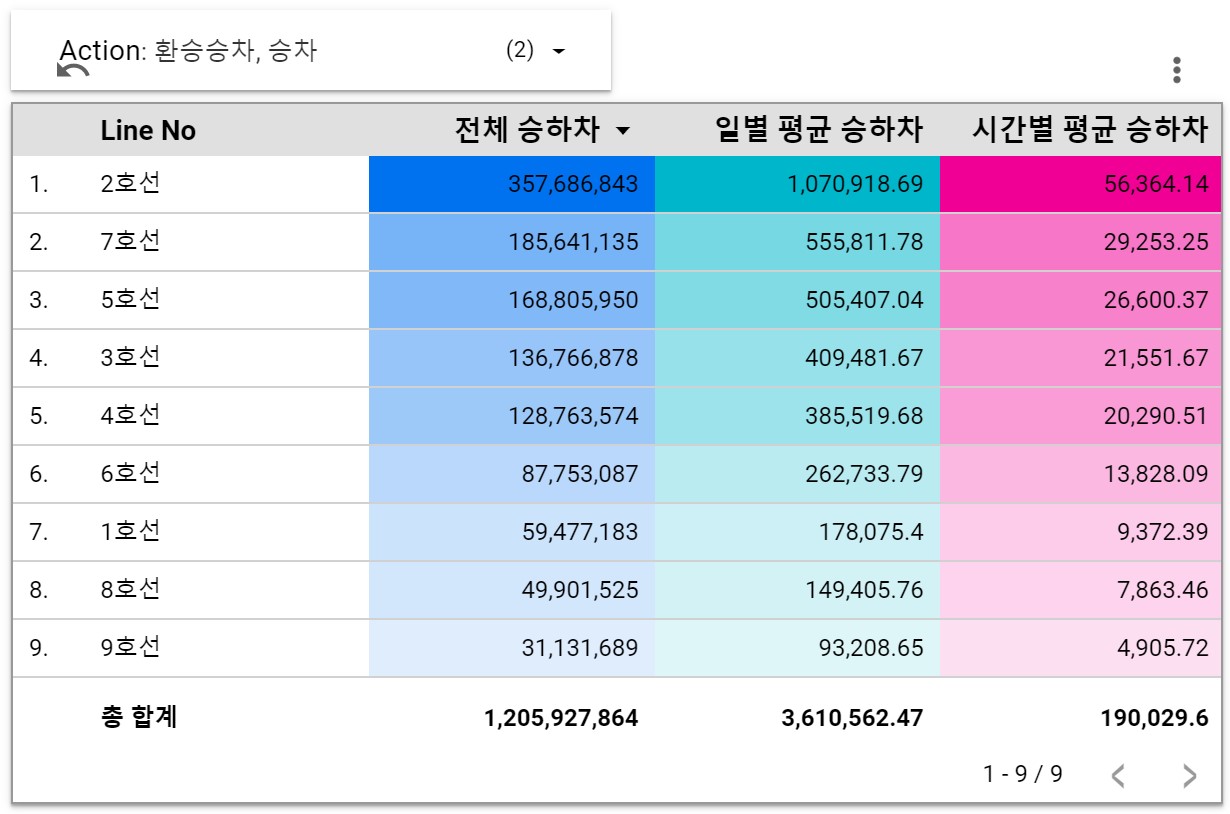 Action: 환승승차, 승차 (2)
Line No 전체 승하차 일별 평균 승하차 시간별 평균 승하차
1. 2호선 357,686,843 1,070,918.69 56,364.14
2. 7호선 185,641,135 555,811.78 29,253.25
3. 5호선 168,805,950 505,407.04 26,600.37
4. 3호선 136,766,878 409,481.67 21,551.67
5. 4호선 128,763,574 385,519.68 20,290.51
6. 6호선 87,753,087 262,733.79 13,828.09
7. 1호선 59,477,183 178,075.4 9,372.39
8. 8호선 49,901,525 149,405.76 7,863.46
9. 9호선 31,131,689 93,208.65 4,905.72
총 합계 1,205,927,864 3,610,562.47 190,029.6
1 - 9 / 9